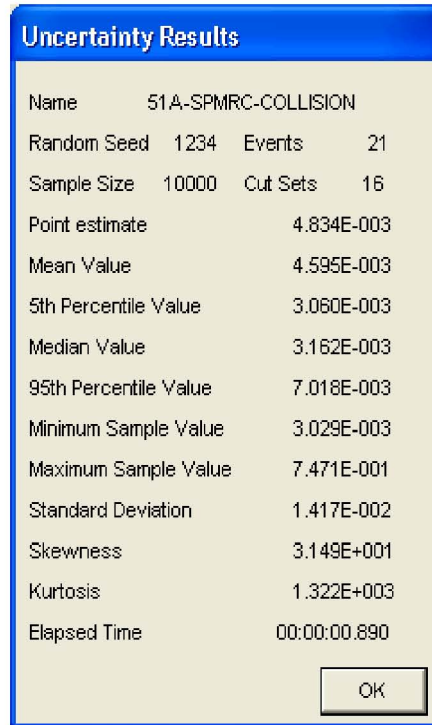 Uncertainty Results
Name 51A-SPMRC-COLLISION
Random Seed 1234 Events 21
Sample Size 10000 Cut Sets 16
Point estimate 4.834E-003
Mean Value 4.595E-003
5th Percentile Value 3.060E-003
Median Value 3.162E-003
95th Percentile Value 7.018E-003
Minimum Sample Value 3.029E-003
Maximum Sample Value 7.471E-001
Standard Deviation 1.417E-002
Skewness 3.149E+001
Kurtosis 1.322E+003
Elapsed Time 00:00:00.890
OK